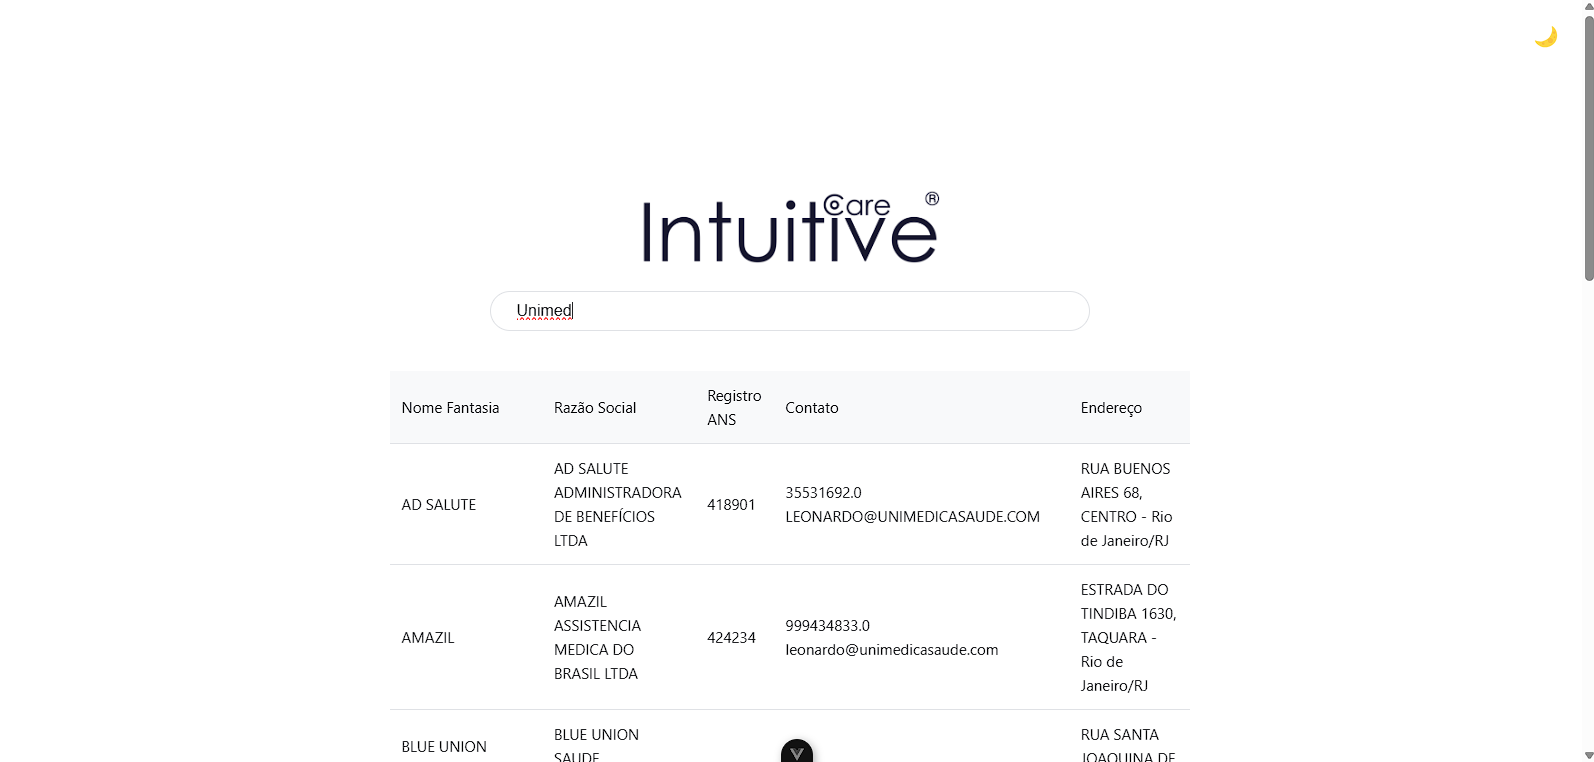 Intuitive Care ®
Unimed
Nome Fantasia
Razão Social
Registro
ANS
Contato
Endereço
AD SALUTE
AD SALUTE
ADMINISTRADORA
DE BENEFÍCIOS
LTDA
418901
35531692.0
LEONARDO@UNIMEDICASAUDE.COM
RUA BUENOS
AIRES 68,
CENTRO - Rio
de Janeiro/RJ
AMAZIL
AMAZIL
ASSISTENCIA
MEDICA DO
BRASIL LTDA
424234
999434833.0
leonardo@unimedicasaude.com
ESTRADA DO
TINDIBA 1630,
TAQUARA -
Rio de
Janeiro/RJ
BLUE UNION
BLUE UNION
SAUDE
RUA SANTA
JOAQUINA DE